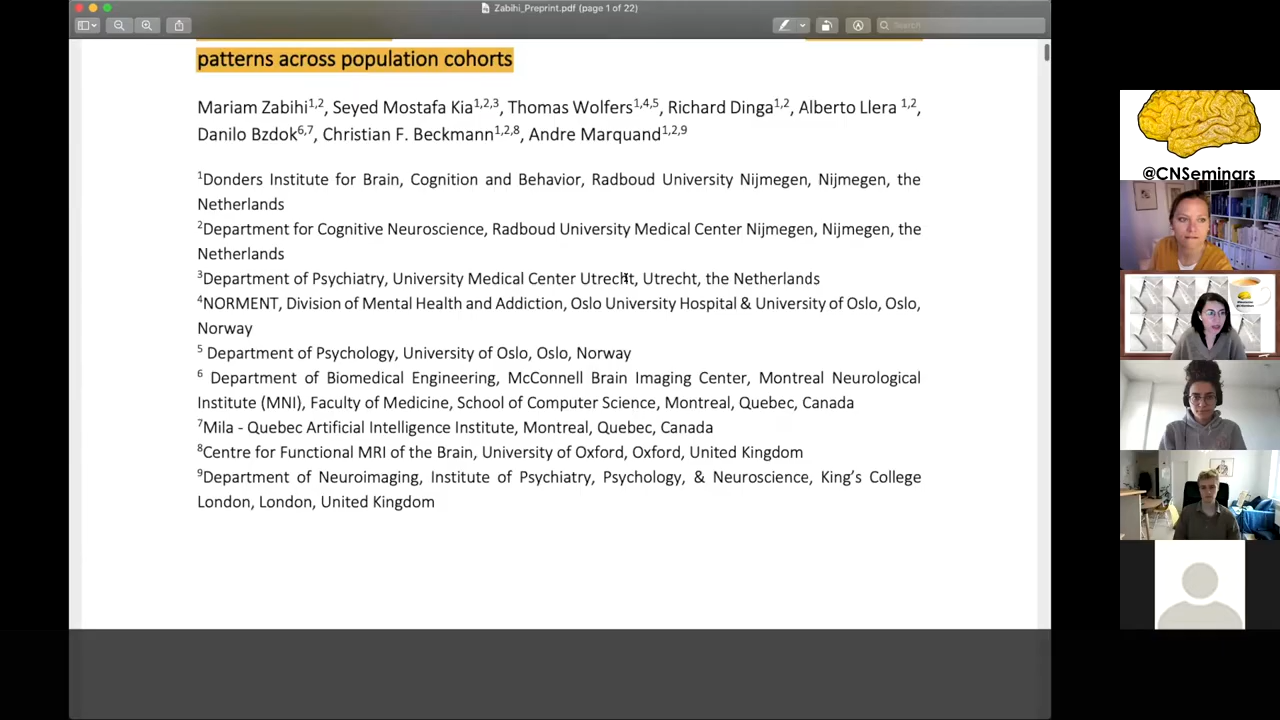 Zabihi_Preprint.pdf (page 1 of 22)
Search
patterns across population cohorts
Mariam Zabihi1,2, Seyed Mostafa Kia1,2,3, Thomas Wolfers1,4,5, Richard Dinga1,2, Alberto Llera 1,2,
Danilo Bzdok6,7, Christian F. Beckmann1,2,8, Andre Marquand1,2,9
1Donders Institute for Brain, Cognition and Behavior, Radboud University Nijmegen, Nijmegen, the
Netherlands
2Department for Cognitive Neuroscience, Radboud University Medical Center Nijmegen, Nijmegen, the
Netherlands
3Department of Psychiatry, University Medical Center Utrecht, Utrecht, the Netherlands
4NORMENT, Division of Mental Health and Addiction, Oslo University Hospital & University of Oslo, Oslo,
Norway
5 Department of Psychology, University of Oslo, Oslo, Norway
6 Department of Biomedical Engineering, McConnell Brain Imaging Center, Montreal Neurological
Institute (MNI), Faculty of Medicine, School of Computer Science, Montreal, Quebec, Canada
7Mila - Quebec Artificial Intelligence Institute, Montreal, Quebec, Canada
8Centre for Functional MRI of the Brain, University of Oxford, Oxford, United Kingdom
9Department of Neuroimaging, Institute of Psychiatry, Psychology, & Neuroscience, King's College
London, London, United Kingdom
@CNSeminars